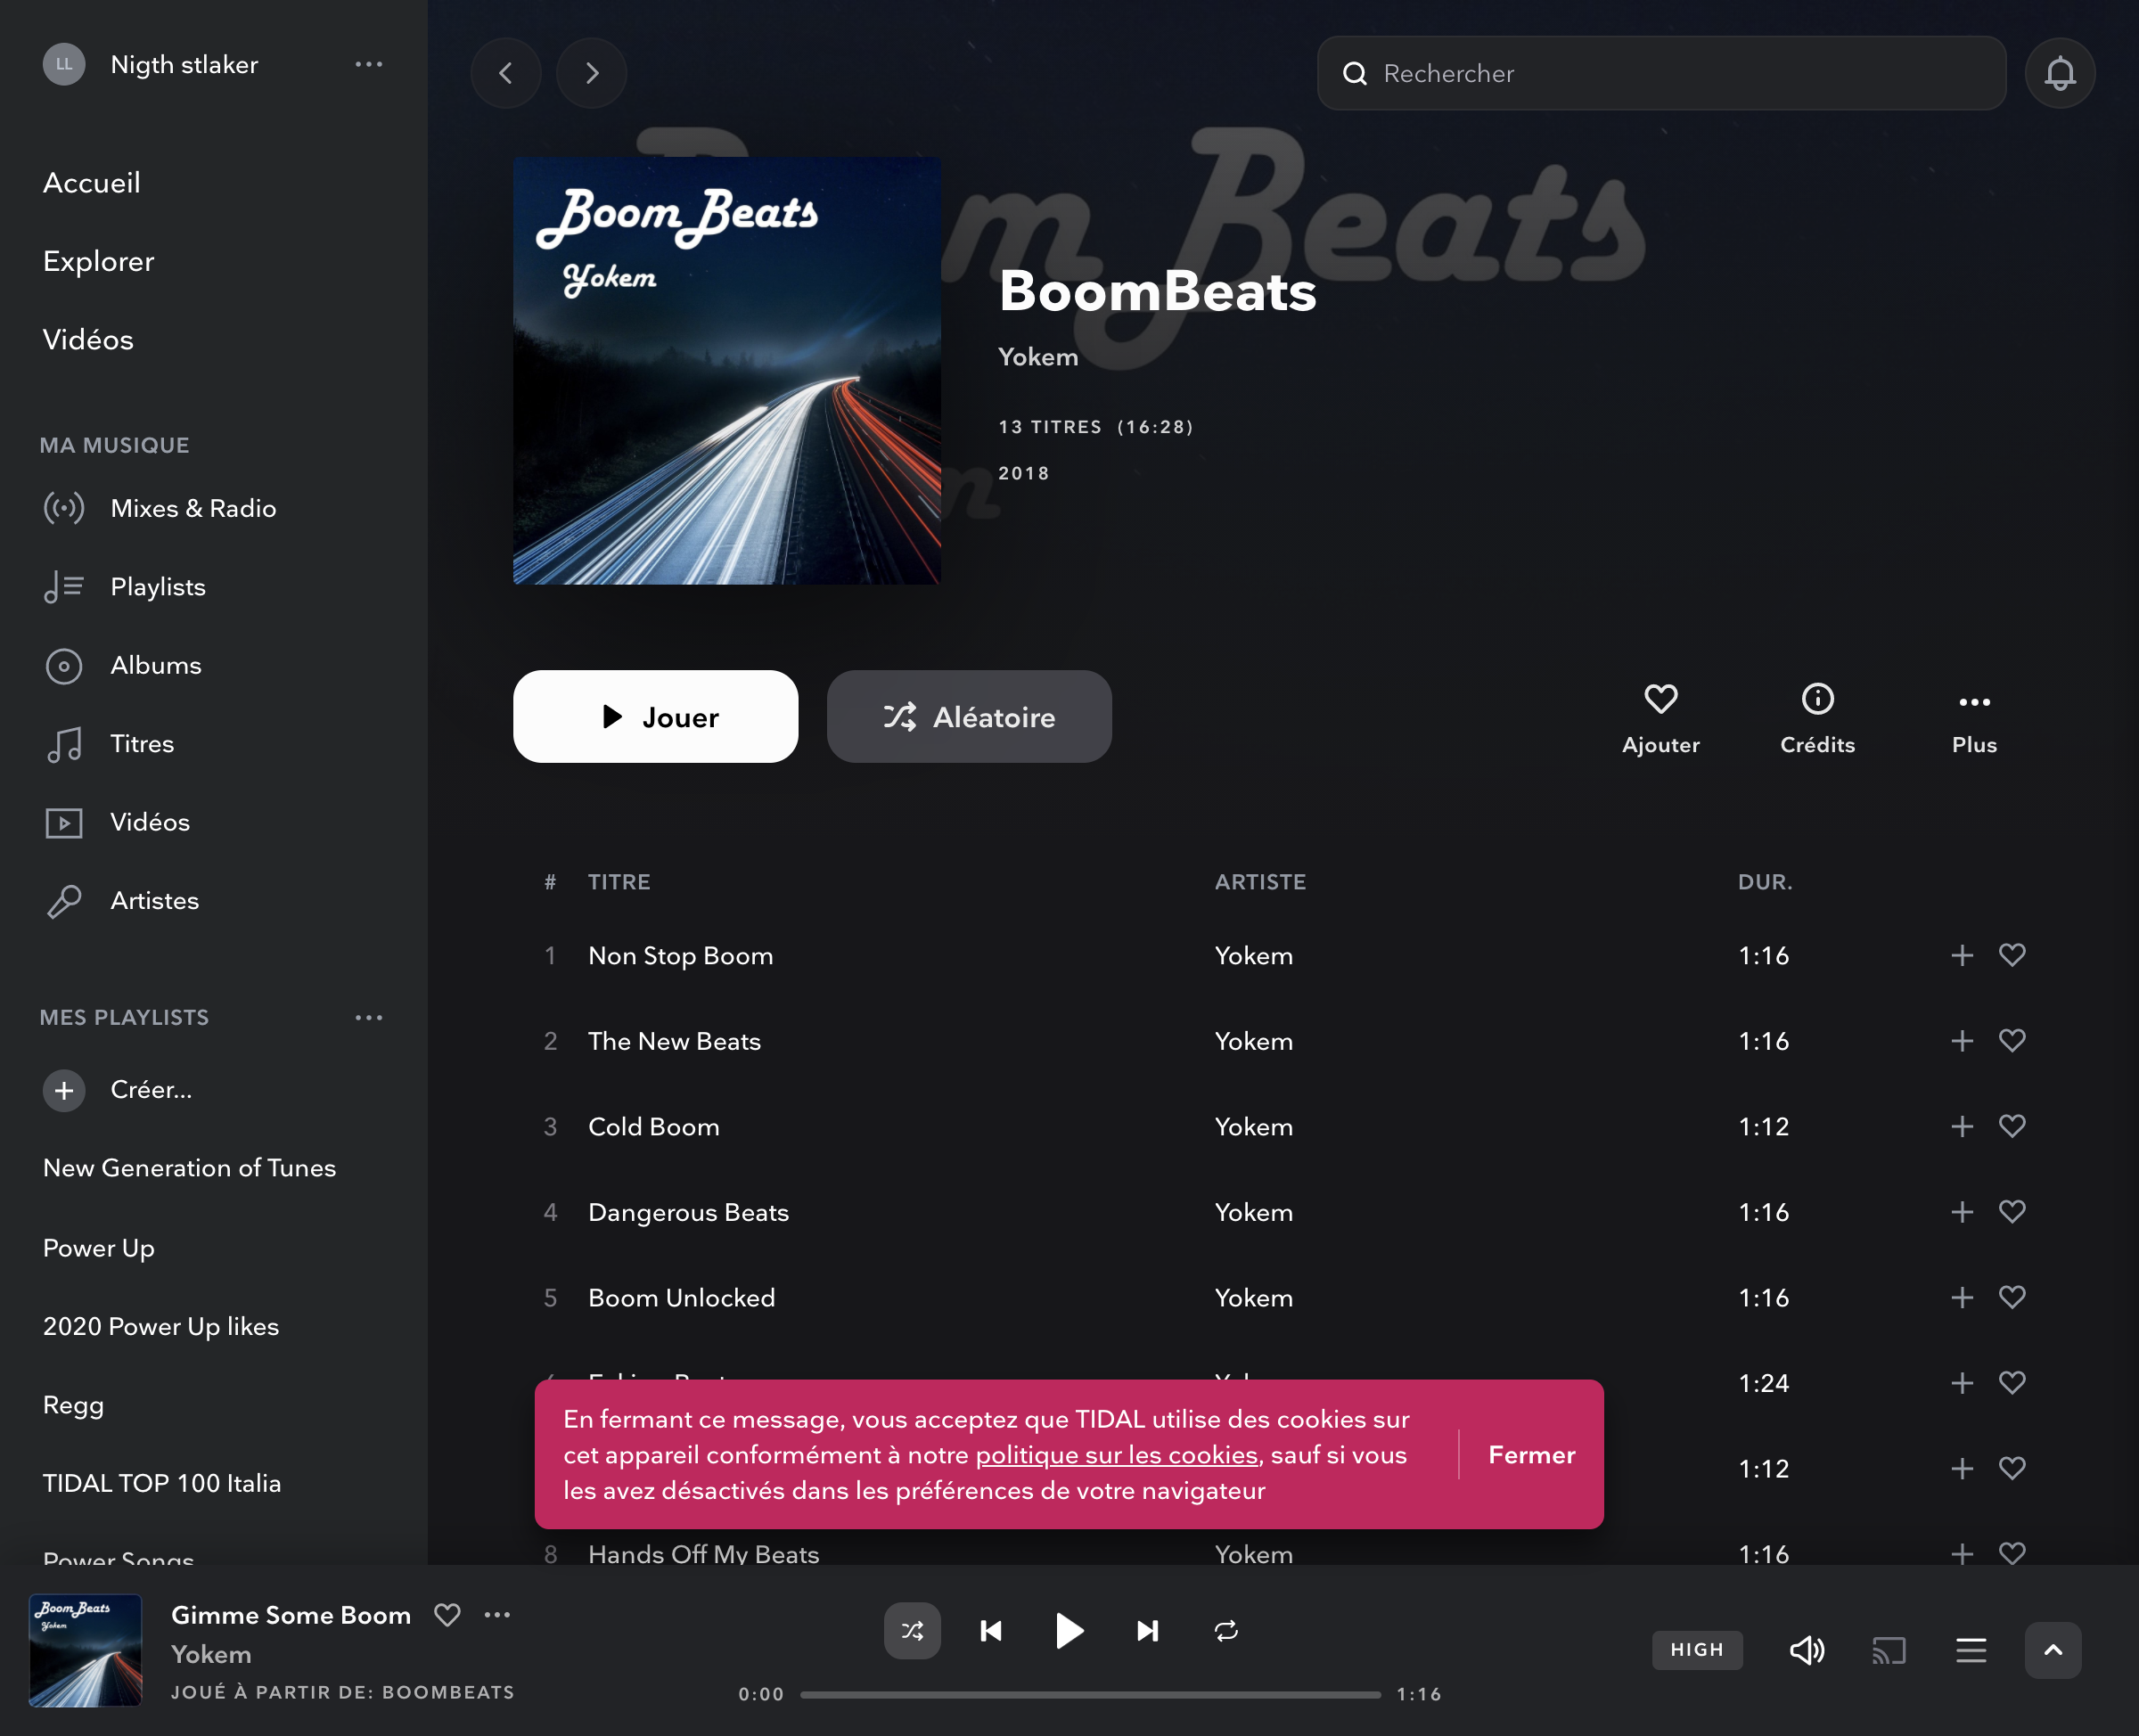 LL
Nigth stlaker
Accueil
Explorer
Vidéos
MA MUSIQUE
Mixes & Radio
Playlists
Albums
Titres
Vidéos
Artistes
MES PLAYLISTS
Créer...
New Generation of Tunes
Power Up
2020 Power Up likes
Regg
TIDAL TOP 100 Italia
Power Songs
Rechercher
Boom Beats
Yokem
m Beats
BoomBeats
Yokem
13 TITRES (16:28)
2018
Jouer
Aléatoire
Ajouter
Crédits
Plus
# TITRE ARTISTE DUR.
1 Non Stop Boom Yokem 1:16
2 The New Beats Yokem 1:16
3 Cold Boom Yokem 1:12
4 Dangerous Beats Yokem 1:16
5 Boom Unlocked Yokem 1:16
1:24
1:12
8 Hands Off My Beats Yokem 1:16
En fermant ce message, vous acceptez que TIDAL utilise des cookies sur
cet appareil conformément à notre politique sur les cookies, sauf si vous
les avez désactivés dans les préférences de votre navigateur
Fermer
Boom Beats
Yokem
Gimme Some Boom
Yokem
JOUÉ À PARTIR DE: BOOMBEATS
0:00
1:16
HIGH